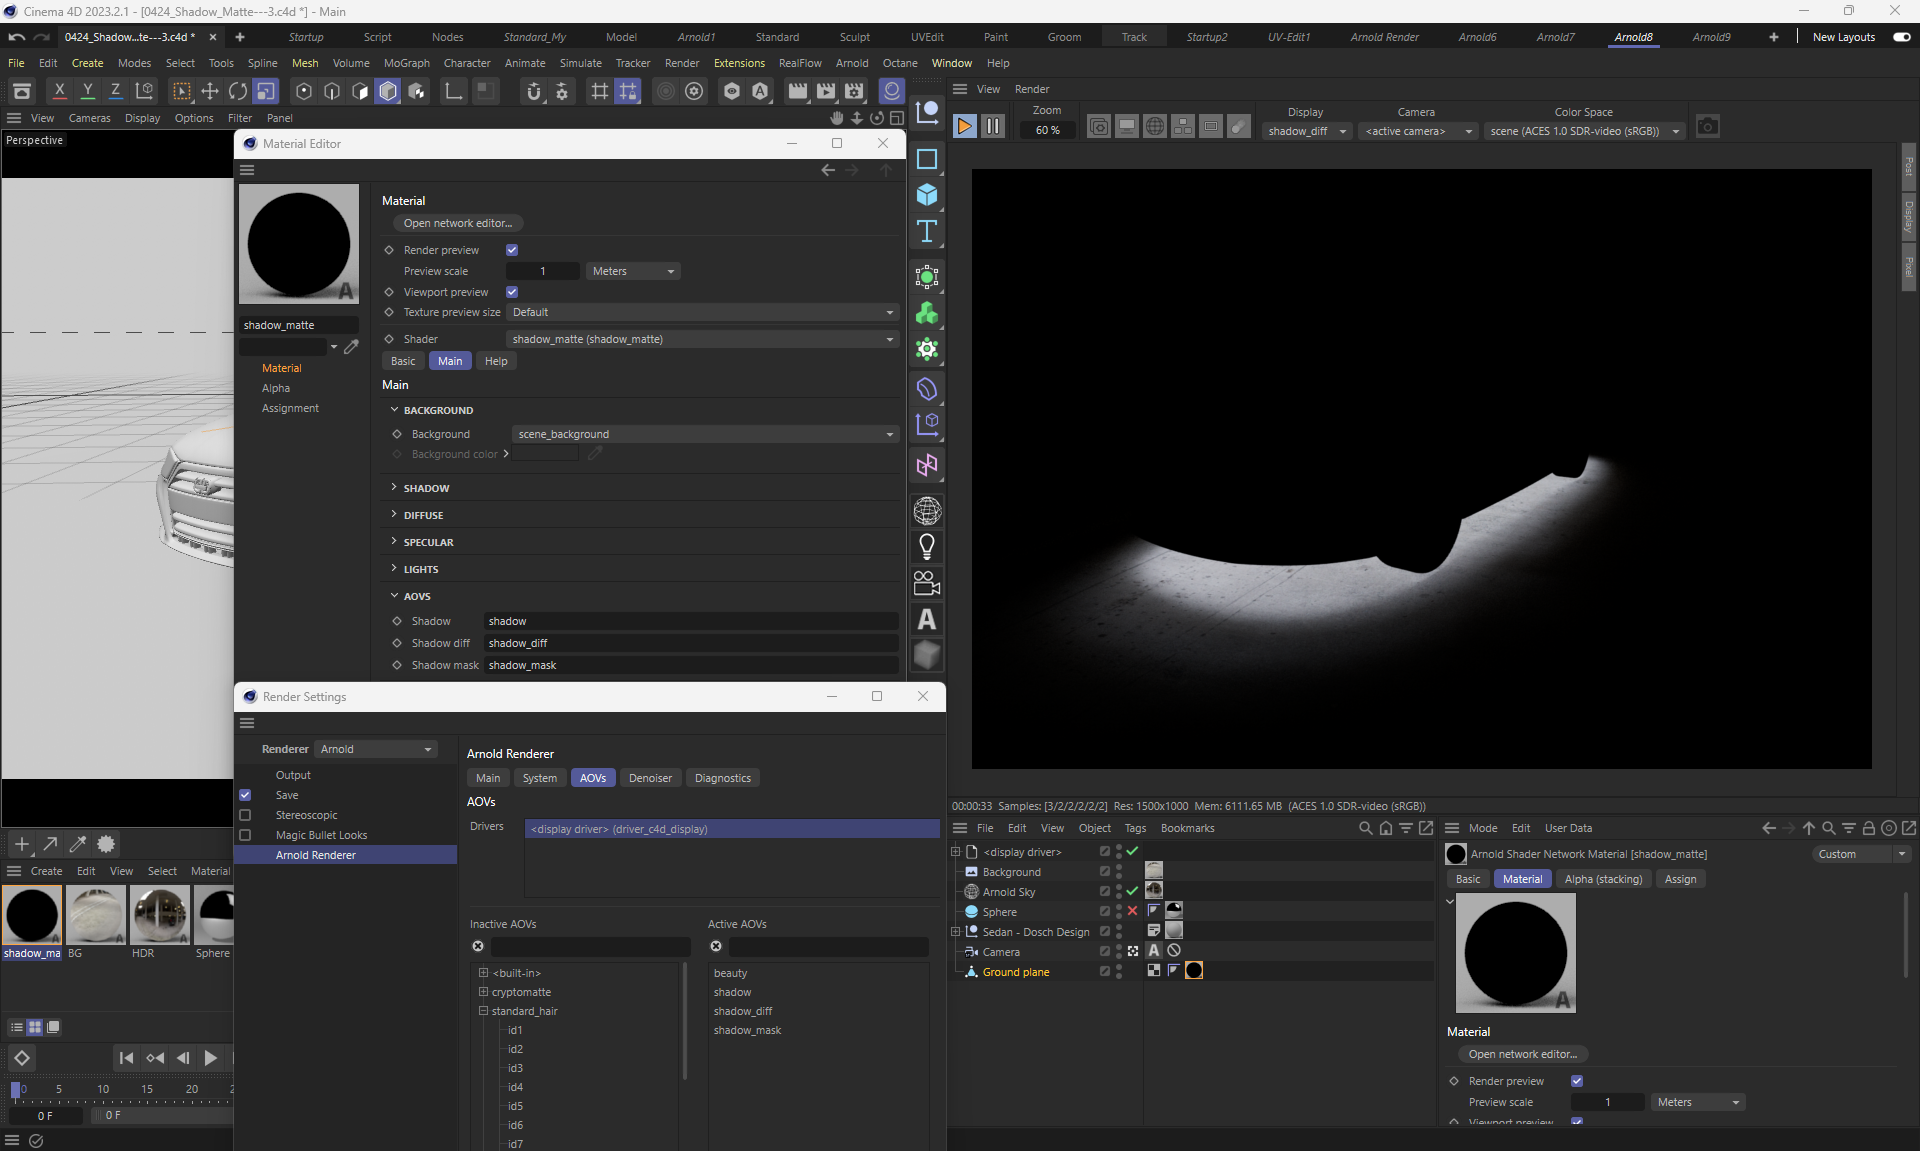 Cinema 4D 2023.2.1 - [0424_Shadow_Matte---3.c4d *] - Main
0424_Shadow...te---3.c4d *
Startup Script Nodes Standard_My Model Arnold1 Standard Sculpt UVEdit Paint Groom Track Startup2 UV-Edit1 Arnold Render Arnold6 Arnold7 Arnold8 Arnold9 New Layouts
File Edit Create Modes Select Tools Spline Mesh Volume MoGraph Character Animate Simulate Tracker Render Extensions RealFlow Arnold Octane Window Help
X Y Z
View Cameras Display Options Filter Panel
Perspective
View Render
Zoom
60 %
Display
shadow_diff
Camera
<active camera>
Color Space
scene (ACES 1.0 SDR-video (sRGB))
Post
Display
Pixel
Material Editor
shadow_matte
Material
Alpha
Assignment
Material
Open network editor...
Render preview
Preview scale 1 Meters
Viewport preview
Texture preview size Default
Shader shadow_matte (shadow_matte)
Basic Main Help
Main
BACKGROUND
Background scene_background
Background color
SHADOW
DIFFUSE
SPECULAR
LIGHTS
AOVS
Shadow shadow
Shadow diff shadow_diff
Shadow mask shadow_mask
Render Settings
Renderer Arnold
Output
Save
Stereoscopic
Magic Bullet Looks
Arnold Renderer
Arnold Renderer
Main System AOVs Denoiser Diagnostics
AOVs
Drivers <display driver> (driver_c4d_display)
Inactive AOVs
<built-in>
cryptomatte
standard_hair
id1
id2
id3
id4
id5
id6
id7
Active AOVs
beauty
shadow
shadow_diff
shadow_mask
Create Edit View Select Material
shadow_ma BG HDR Sphere
0 5 10 15 20 2
0 F 0 F
00:00:33 Samples: [3/2/2/2/2/2] Res: 1500x1000 Mem: 6111.65 MB (ACES 1.0 SDR-video (sRGB))
File Edit View Object Tags Bookmarks
<display driver>
Background
Arnold Sky
Sphere
Sedan - Dosch Design
Camera
Ground plane
Mode Edit User Data
Arnold Shader Network Material [shadow_matte]
Custom
Basic Material Alpha (stacking) Assign
Material
Open network editor...
Render preview
Preview scale 1 Meters
Viewport preview